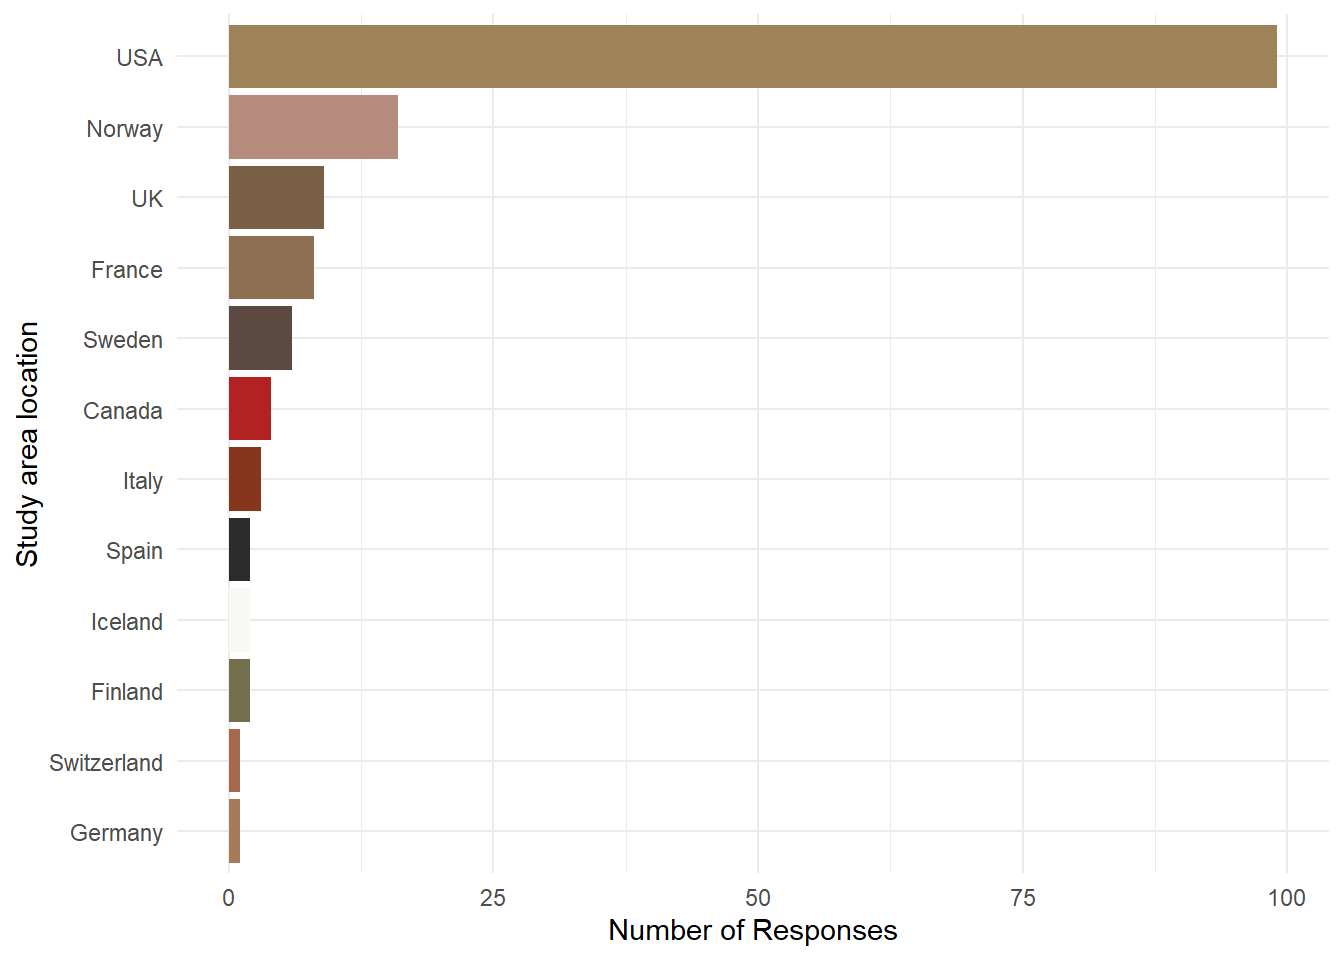 USA
Norway
UK
France
Sweden
Canada
Italy
Spain
Iceland
Finland
Switzerland
Germany
Study area location
0 25 50 75 100
Number of Responses